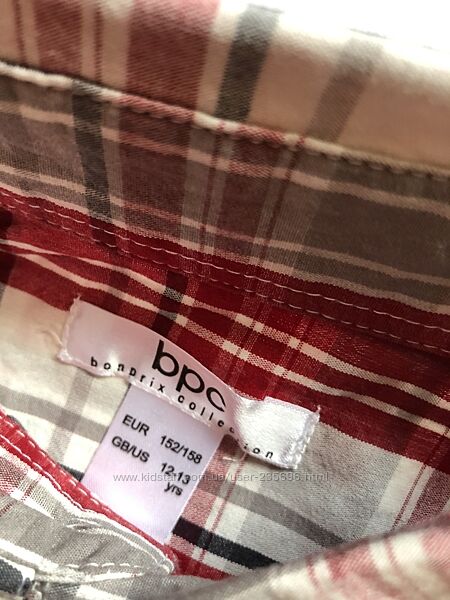 bpc
bonprix collection
EUR 152/158
GB/US 12-13
yrs